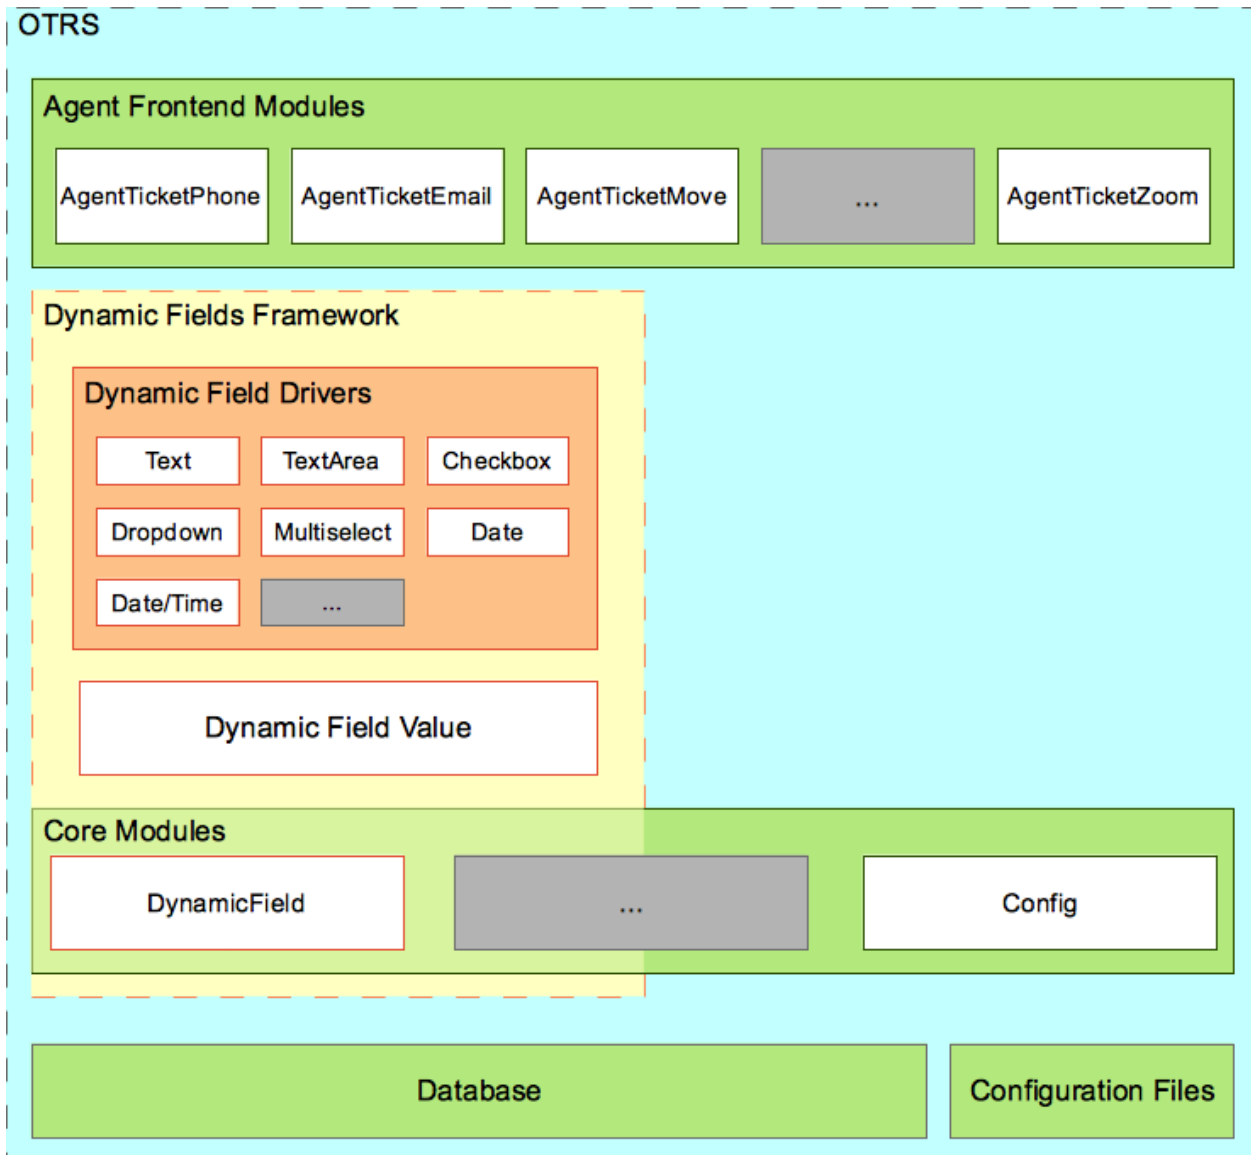 OTRS
Agent Frontend Modules
AgentTicketPhone
AgentTicketEmail
AgentTicketMove
...
AgentTicketZoom
Dynamic Fields Framework
Dynamic Field Drivers
Text
TextArea
Checkbox
Dropdown
Multiselect
Date
Date/Time
...
Dynamic Field Value
Core Modules
DynamicField
...
Config
Database
Configuration Files